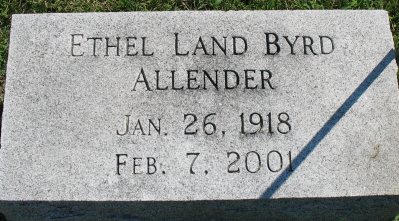 Ethel Land Byrd
Allender
Jan. 26, 1918
Feb. 7, 2001